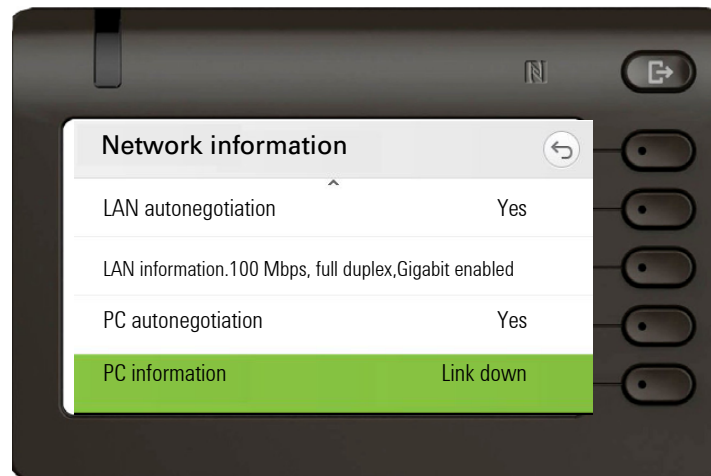 Network information
LAN autonegotiation Yes
LAN information.100 Mbps, full duplex,Gigabit enabled
PC autonegotiation Yes
PC information Link down